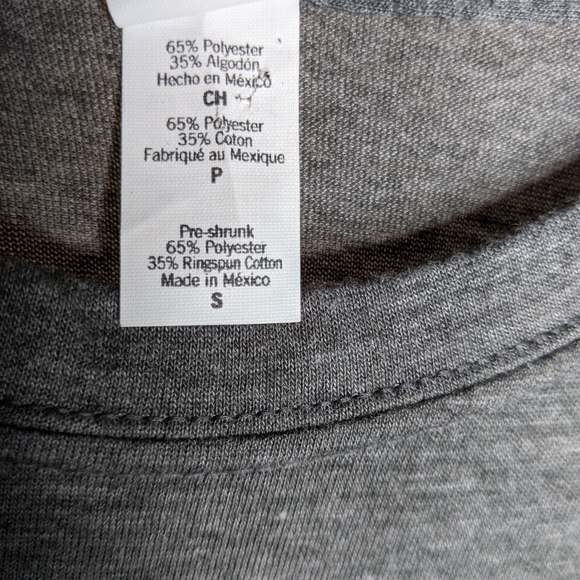 65% Polyester
35% Algodón
Hecho en México
CH
65% Polyester
35% Coton
Fabriqué au Mexique
P
Pre-shrunk
65% Polyester
35% Ringspun Cotton
Made in México
S